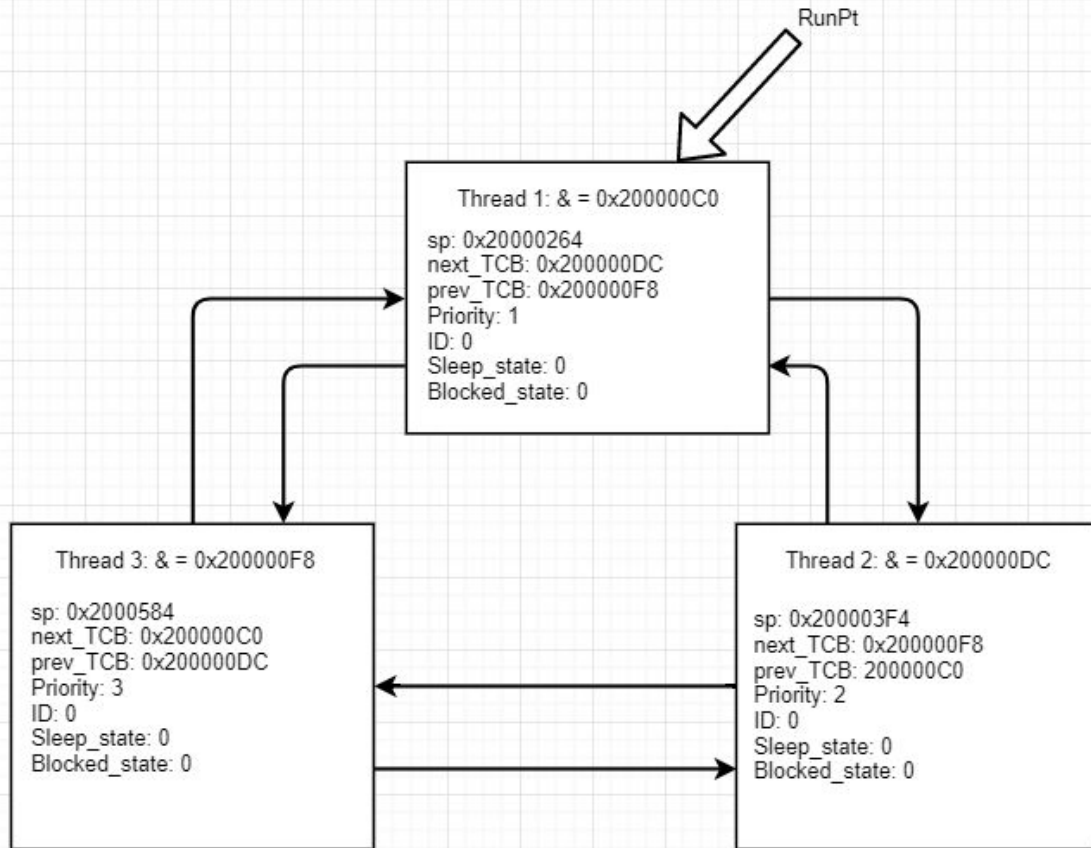 RunPt
Thread 1: & = 0x200000C0
sp: 0x20000264
next_TCB: 0x200000DC
prev_TCB: 0x200000F8
Priority: 1
ID: 0
Sleep_state: 0
Blocked_state: 0
Thread 3: & = 0x200000F8
sp: 0x2000584
next_TCB: 0x200000C0
prev_TCB: 0x200000DC
Priority: 3
ID: 0
Sleep_state: 0
Blocked_state: 0
Thread 2: & = 0x200000DC
sp: 0x200003F4
next_TCB: 0x200000F8
prev_TCB: 200000C0
Priority: 2
ID: 0
Sleep_state: 0
Blocked_state: 0